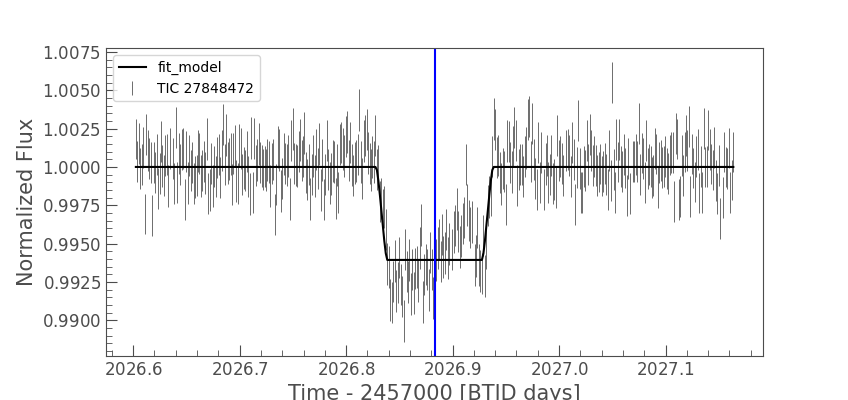 1.0075
1.0050
1.0025
1.0000
0.9975
0.9950
0.9925
0.9900
Normalized Flux
fit_model
TIC 27848472
2026.6 2026.7 2026.8 2026.9 2027.0 2027.1
Time - 2457000 [BTJD days]